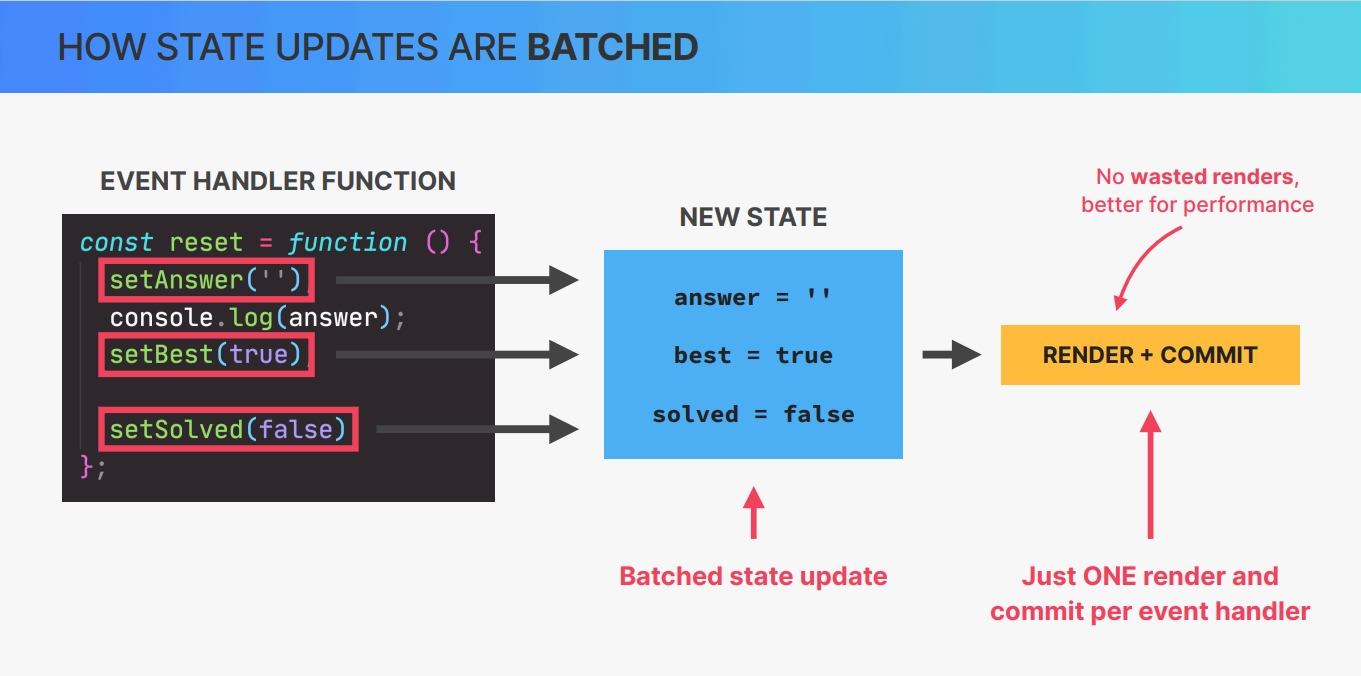 HOW STATE UPDATES ARE BATCHED
EVENT HANDLER FUNCTION
const reset = function () {
setAnswer('')
console.log(answer);
setBest(true)
setSolved(false)
};
NEW STATE
answer = ''
best = true
solved = false
Batched state update
No wasted renders,
better for performance
RENDER + COMMIT
Just ONE render and
commit per event handler